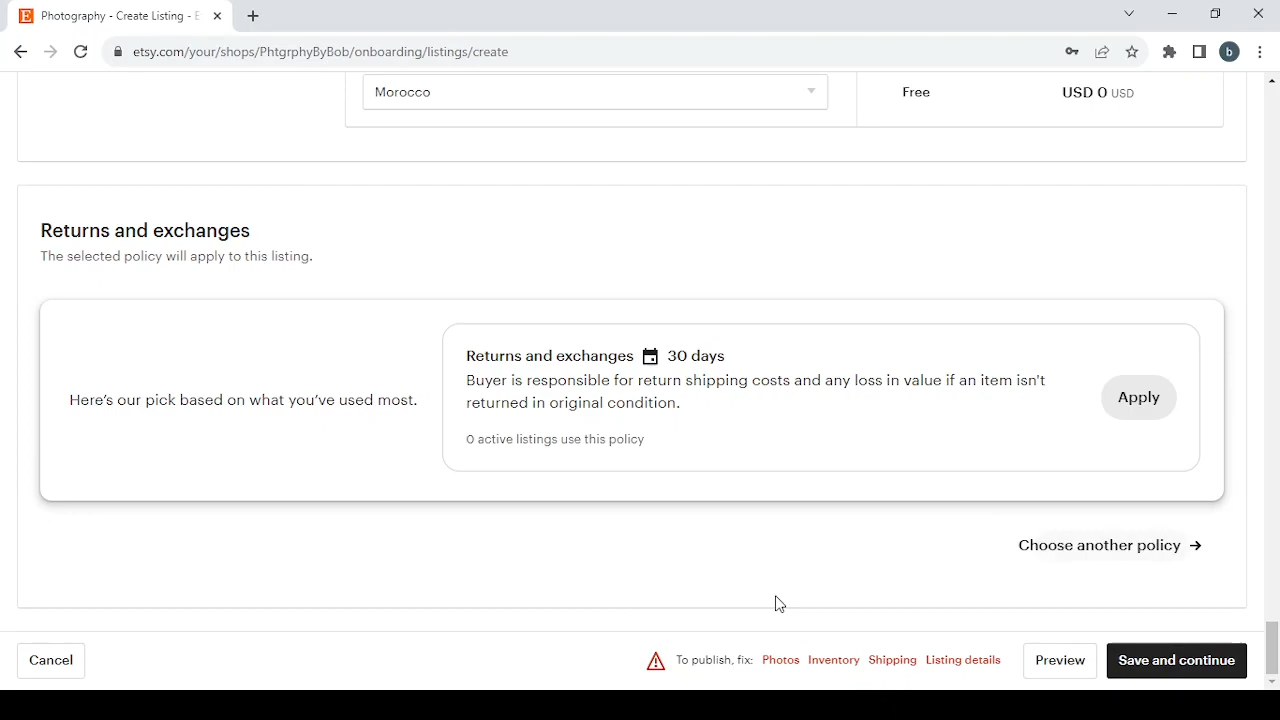 Photography - Create Listing - E
etsy.com/your/shops/PhtgrphyByBob/onboarding/listings/create
b
Morocco
Free
USD 0 USD
Returns and exchanges
The selected policy will apply to this listing.
Here's our pick based on what you've used most.
Returns and exchanges 30 days
Buyer is responsible for return shipping costs and any loss in value if an item isn't
returned in original condition.
0 active listings use this policy
Apply
Choose another policy →
Cancel
To publish, fix: Photos Inventory Shipping Listing details
Preview
Save and continue